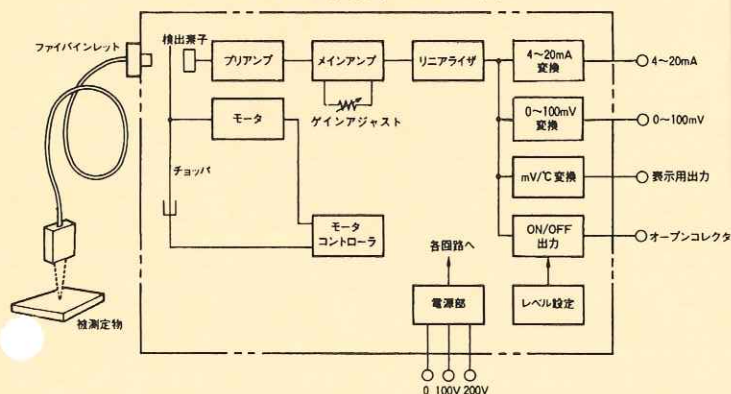 ファイバインレット
検出素子
プリアンプ
メインアンプ
リニアライザ
4~20mA
変換
4~20mA
ゲインアジャスト
モータ
0~100mV
変換
0~100mV
チョッパ
mV/℃変換
表示用出力
モータ
コントローラ
ON/OFF
出力
オープンコレクタ
各回路へ
電源部
レベル設定
被測定物
0 100V 200V